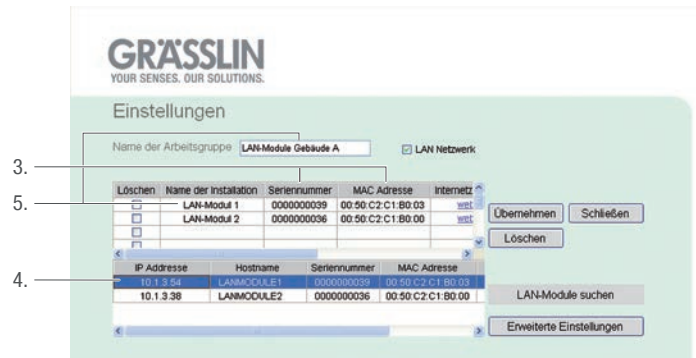 GRÄSSLIN
YOUR SENSES. OUR SOLUTIONS.
Einstellungen
Name der Arbeitsgruppe LAN-Module Gebäude A LAN Netzwerk
3.
Löschen Name der Installation Seriennummer MAC Adresse Internetz
5. LAN-Modul 1 0000000039 00:50:C2:C1:B0:03 wet
LAN-Modul 2 0000000036 00:50:C2:C1:B0:00 wet
Übernehmen Schließen
Löschen
IP Addresse Hostname Seriennummer MAC Adresse
4. 10.1.3.54 LANMODULE1 0000000039 00:50:C2:C1:B0:03
10.1.3.38 LANMODULE2 0000000036 00:50:C2:C1:B0:00
LAN-Module suchen
Erweiterte Einstellungen